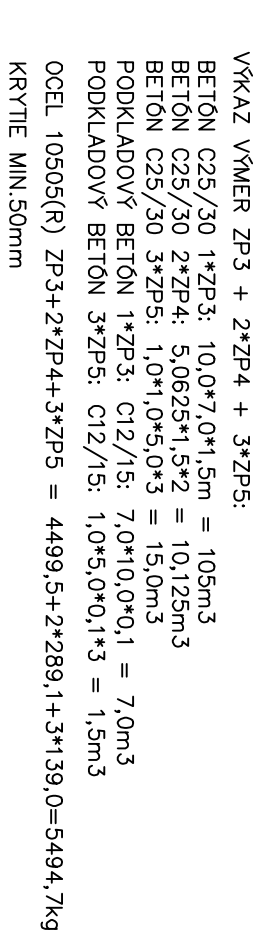 VÝKAZ VÝMER ZP3 + 2*ZP4 + 3*ZP5:
BETÓN C25/30 1*ZP3: 10,0*7,0*1,5m = 105m3
BETÓN C25/30 2*ZP4: 5,0625*1,5*2 = 10,125m3
BETÓN C25/30 3*ZP5: 1,0*1,0*5,0*3 = 15,0m3
PODKLADOVÝ BETÓN 1*ZP3: C12/15: 7,0*10,0*0,1 = 7,0m3
PODKLADOVÝ BETÓN 3*ZP5: C12/15: 1,0*5,0*0,1*3 = 1,5m3
OCEL 10505(R) ZP3+2*ZP4+3*ZP5 = 4499,5+2*289,1+3*139,0=5494,7kg
KRYTIE MIN.50mm